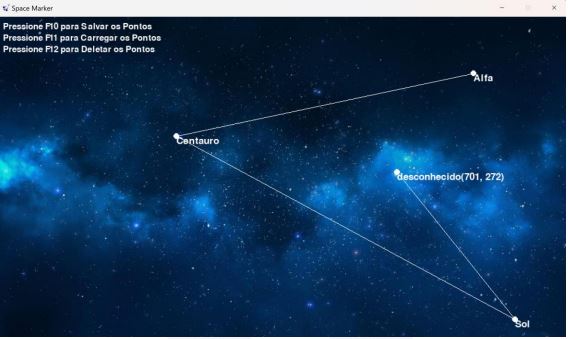 Space Marker
Pressione F10 para Salvar os Pontos
Pressione F11 para Carregar os Pontos
Pressione F12 para Deletar os Pontos
Alfa
Centauro
desconhecido(701, 272)
Sol